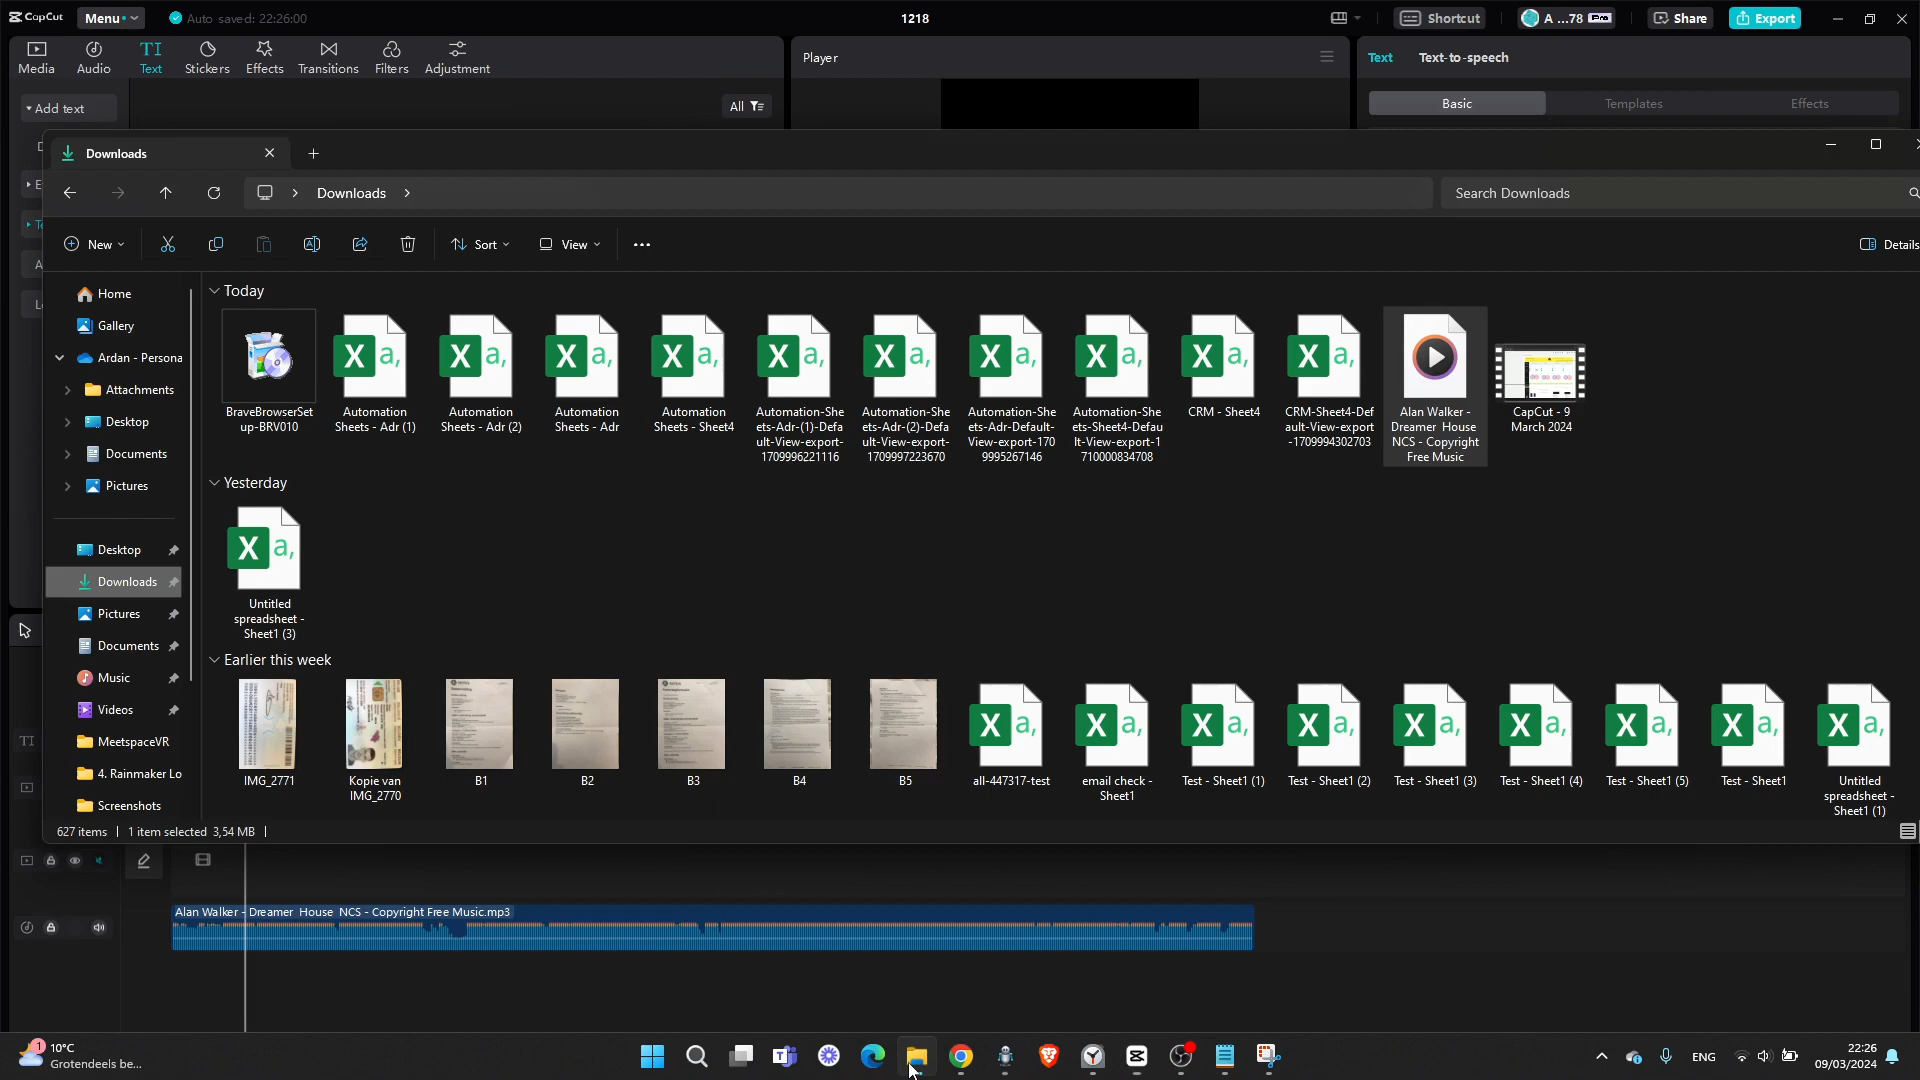 CapCut
Menu
Auto saved: 22:26:00
1218
Shortcut
A ...78
Pro
Share
Export
Media
Audio
TI
Text
Stickers
Effects
Transitions
Filters
Adjustment
Player
Text
Text-to-speech
Basic
Templates
Effects
Add text
All
Downloads
Downloads
Search Downloads
New
Sort
View
Details
Home
Gallery
Ardan - Persona
Attachments
Desktop
Documents
Pictures
Desktop
Downloads
Pictures
Documents
Music
Videos
MeetspaceVR
4. Rainmaker Lo
Screenshots
Today
BraveBrowserSet
up-BRV010
Automation
Sheets - Adr (1)
Automation
Sheets - Adr (2)
Automation
Sheets - Adr
Automation
Sheets - Sheet4
Automation-She
ets-Adr-(1)-Defa
ult-View-export-
1709996221116
Automation-She
ets-Adr-(2)-Defa
ult-View-export-
1709997223670
Automation-She
ets-Adr-Default-
View-export-170
9995267146
Automation-She
ets-Sheet4-Defau
lt-View-export-1
710000834708
CRM - Sheet4
CRM-Sheet4-Def
ault-View-export
-1709994302703
Alan Walker -
Dreamer House
NCS - Copyright
Free Music
CapCut - 9
March 2024
Yesterday
Untitled
spreadsheet -
Sheet1 (3)
Earlier this week
IMG_2771
Kopie van
IMG_2770
B1
B2
B3
B4
B5
all-447317-test
email check -
Sheet1
Test - Sheet1 (1)
Test - Sheet1 (2)
Test - Sheet1 (3)
Test - Sheet1 (4)
Test - Sheet1 (5)
Test - Sheet1
Untitled
spreadsheet -
Sheet1 (1)
627 items
1 item selected 3,54 MB
TI
Alan Walker - Dreamer House NCS - Copyright Free Music.mp3
1
10°C
Grotendeels be...
ENG
22:26
09/03/2024